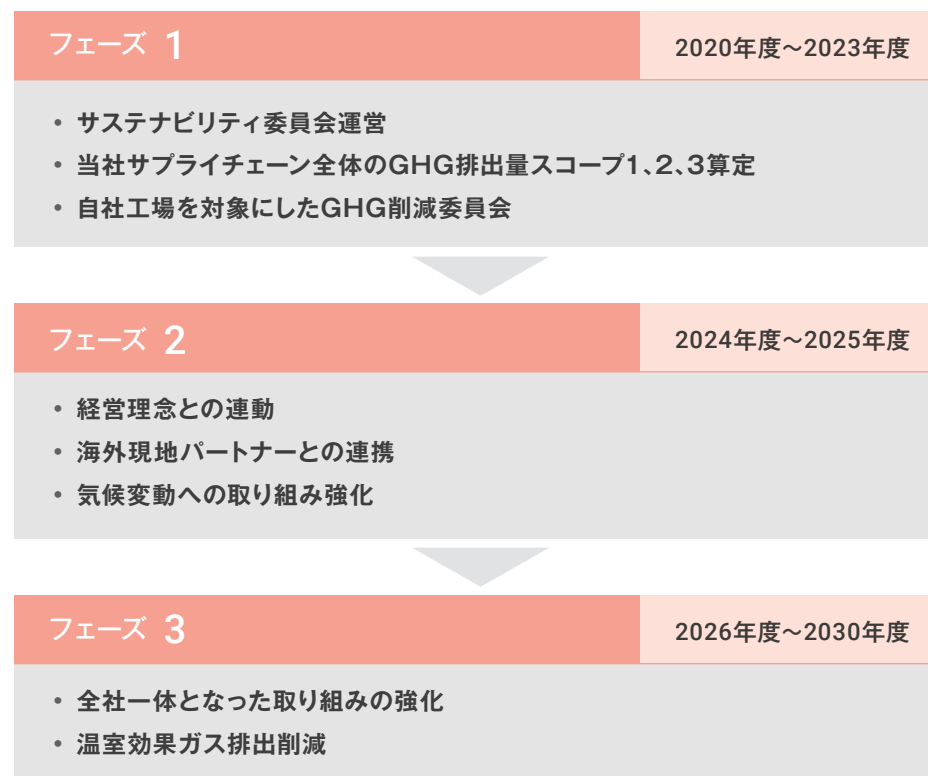 フェーズ 1 2020年度～2023年度
• サステナビリティ委員会運営
• 当社サプライチェーン全体のGHG排出量スコープ1、2、3算定
• 自社工場を対象にしたGHG削減委員会
フェーズ 2 2024年度～2025年度
• 経営理念との連動
• 海外現地パートナーとの連携
• 気候変動への取り組み強化
フェーズ 3 2026年度～2030年度
• 全社一体となった取り組みの強化
• 温室効果ガス排出削減